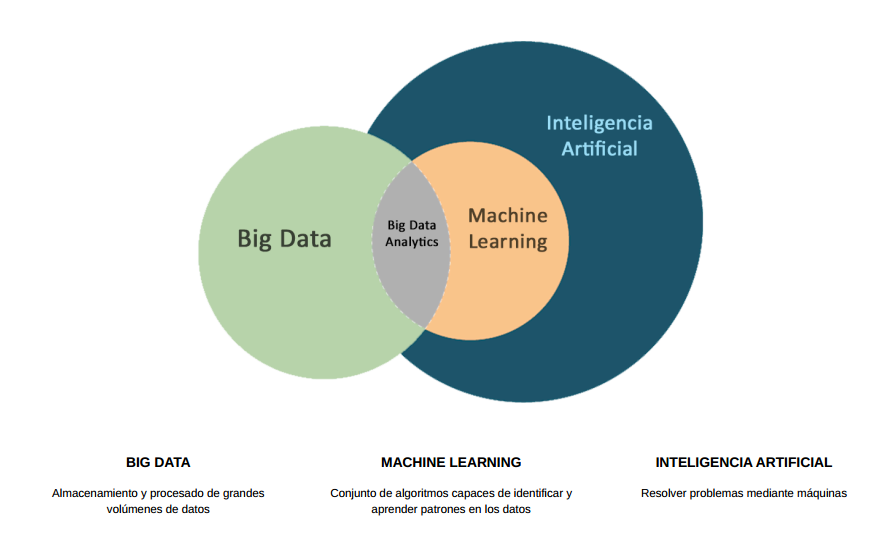 Inteligencia
Artificial
Big Data
Big Data
Analytics
Machine
Learning
BIG DATA
Almacenamiento y procesado de grandes
volúmenes de datos
MACHINE LEARNING
Conjunto de algoritmos capaces de identificar y
aprender patrones en los datos
INTELIGENCIA ARTIFICIAL
Resolver problemas mediante máquinas